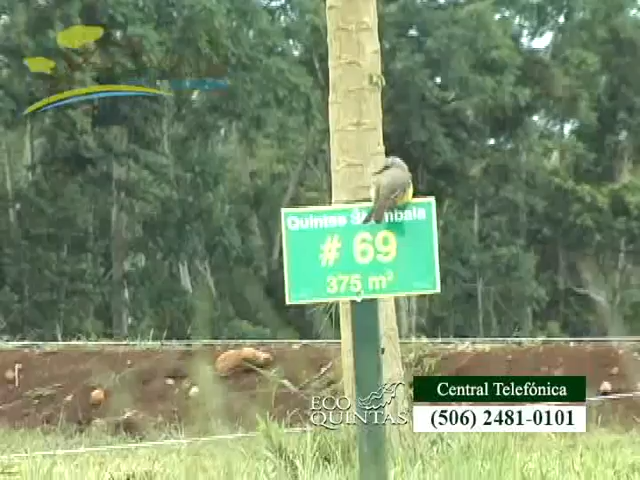 Quintas
# 69
375 m²
ECO
QUINTAS
Central Telefónica
(506) 2481-0101